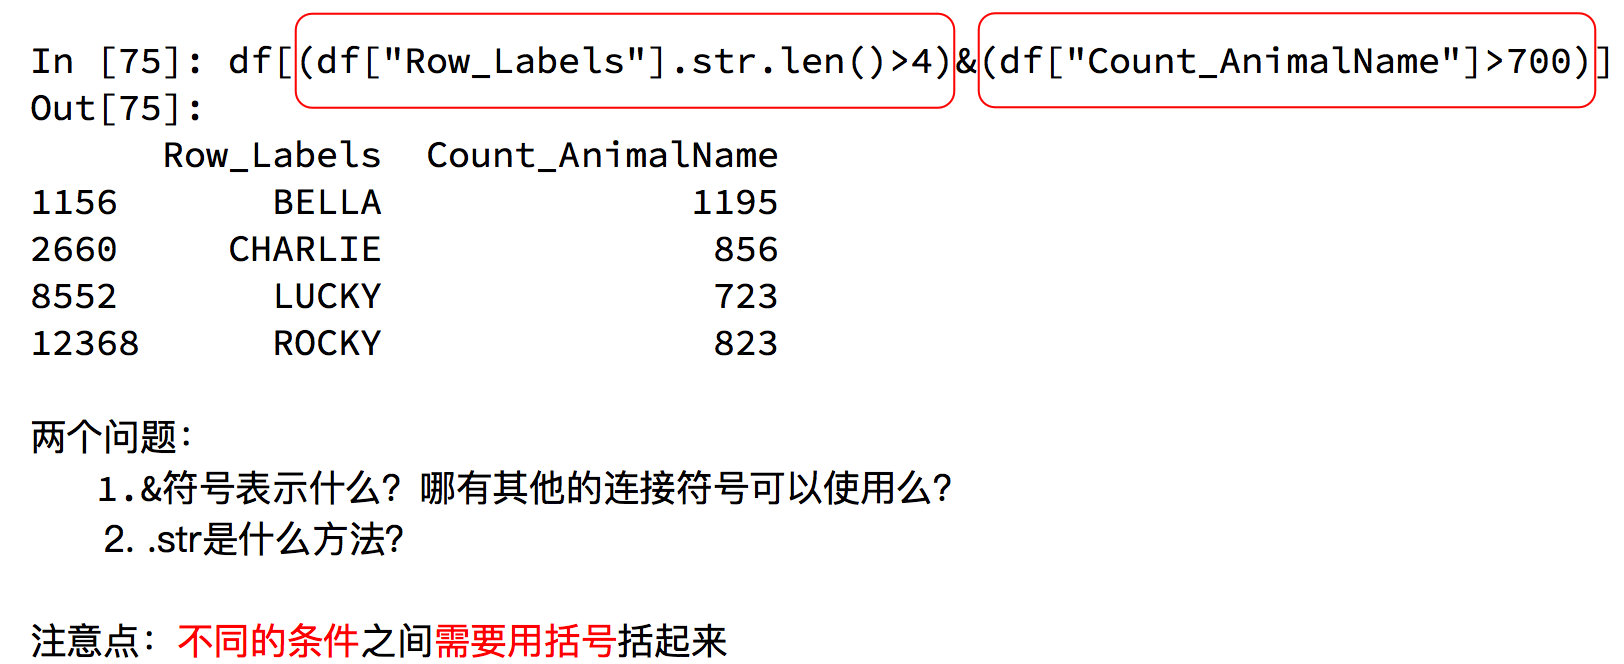 In [75]: df[(df["Row_Labels"].str.len()>4)&(df["Count_AnimalName"]>700)]
Out[75]:
Row_Labels Count_AnimalName
1156 BELLA 1195
2660 CHARLIE 856
8552 LUCKY 723
12368 ROCKY 823
两个问题：
1.&符号表示什么？哪有其他的连接符号可以使用么？
2. .str是什么方法？
注意点：不同的条件之间需要用括号括起来